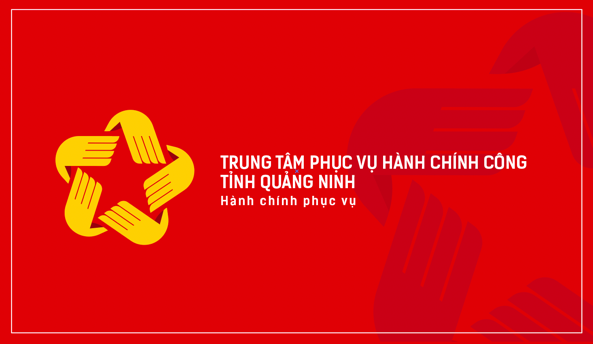 TRUNG TÂM PHỤC VỤ HÀNH CHÍNH CÔNG
TỈNH QUẢNG NINH
Hành chính phục vụ